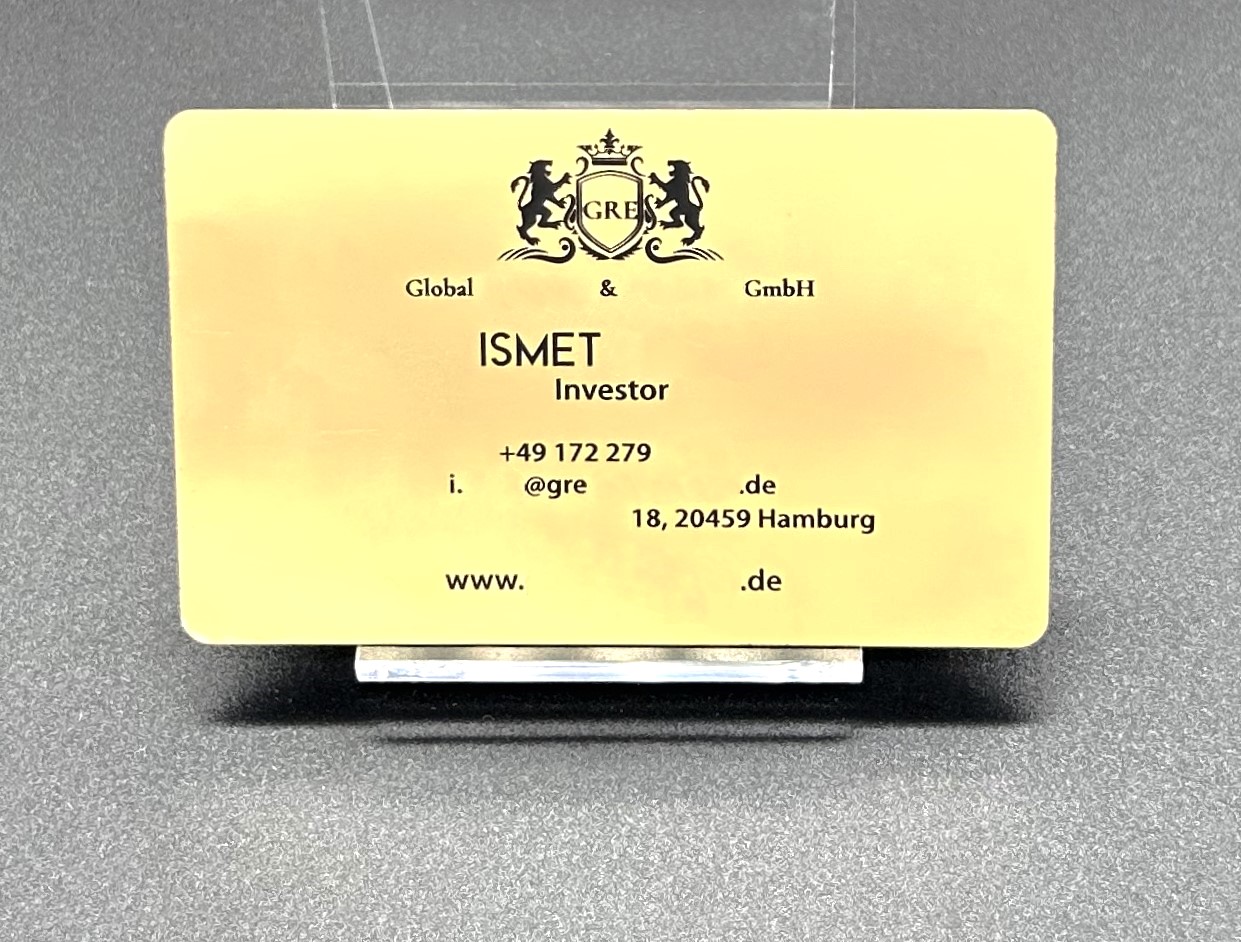 GRE
Global & GmbH
ISMET
Investor
+49 172 279
i. @gre .de
18, 20459 Hamburg
www. .de